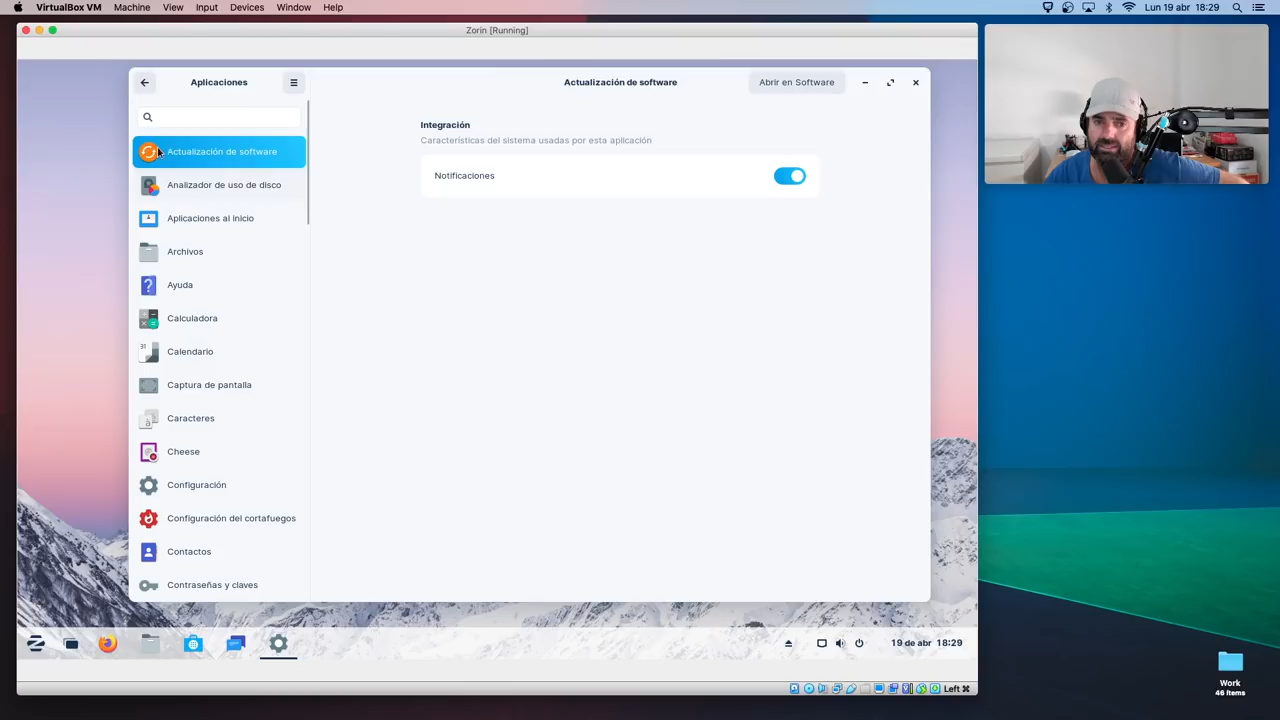 VirtualBox VM Machine View Input Devices Window Help
Lun 19 abr 18:29
Zorin [Running]
Aplicaciones
Actualización de software
Abrir en Software
Integración
Características del sistema usadas por esta aplicación
Notificaciones
Actualización de software
Analizador de uso de disco
Aplicaciones al inicio
Archivos
Ayuda
Calculadora
31
Calendario
Captura de pantalla
Caracteres
Cheese
Configuración
Configuración del cortafuegos
Contactos
Contraseñas y claves
19 de abr 18:29
Left ⌘
Work
46 items